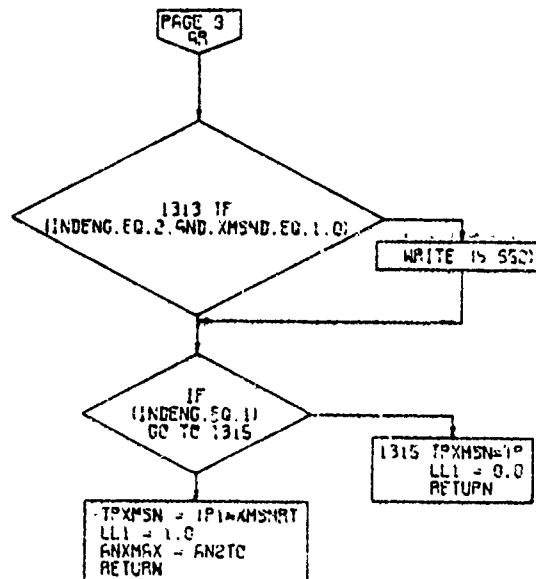 PAGE 3
1313 IF
(INDENG.EQ.2.AND.XMSND.EQ.1.0)
WRITE (5 552)
IF
(INDENG.EQ.1)
GO TO 1315
1315 TPXMSN=TP
LL1 = 0.0
RETURN
TPXMSN = TP1*XMSNRT
LL1 = 1.0
ANXMAX = AN2TO
RETURN